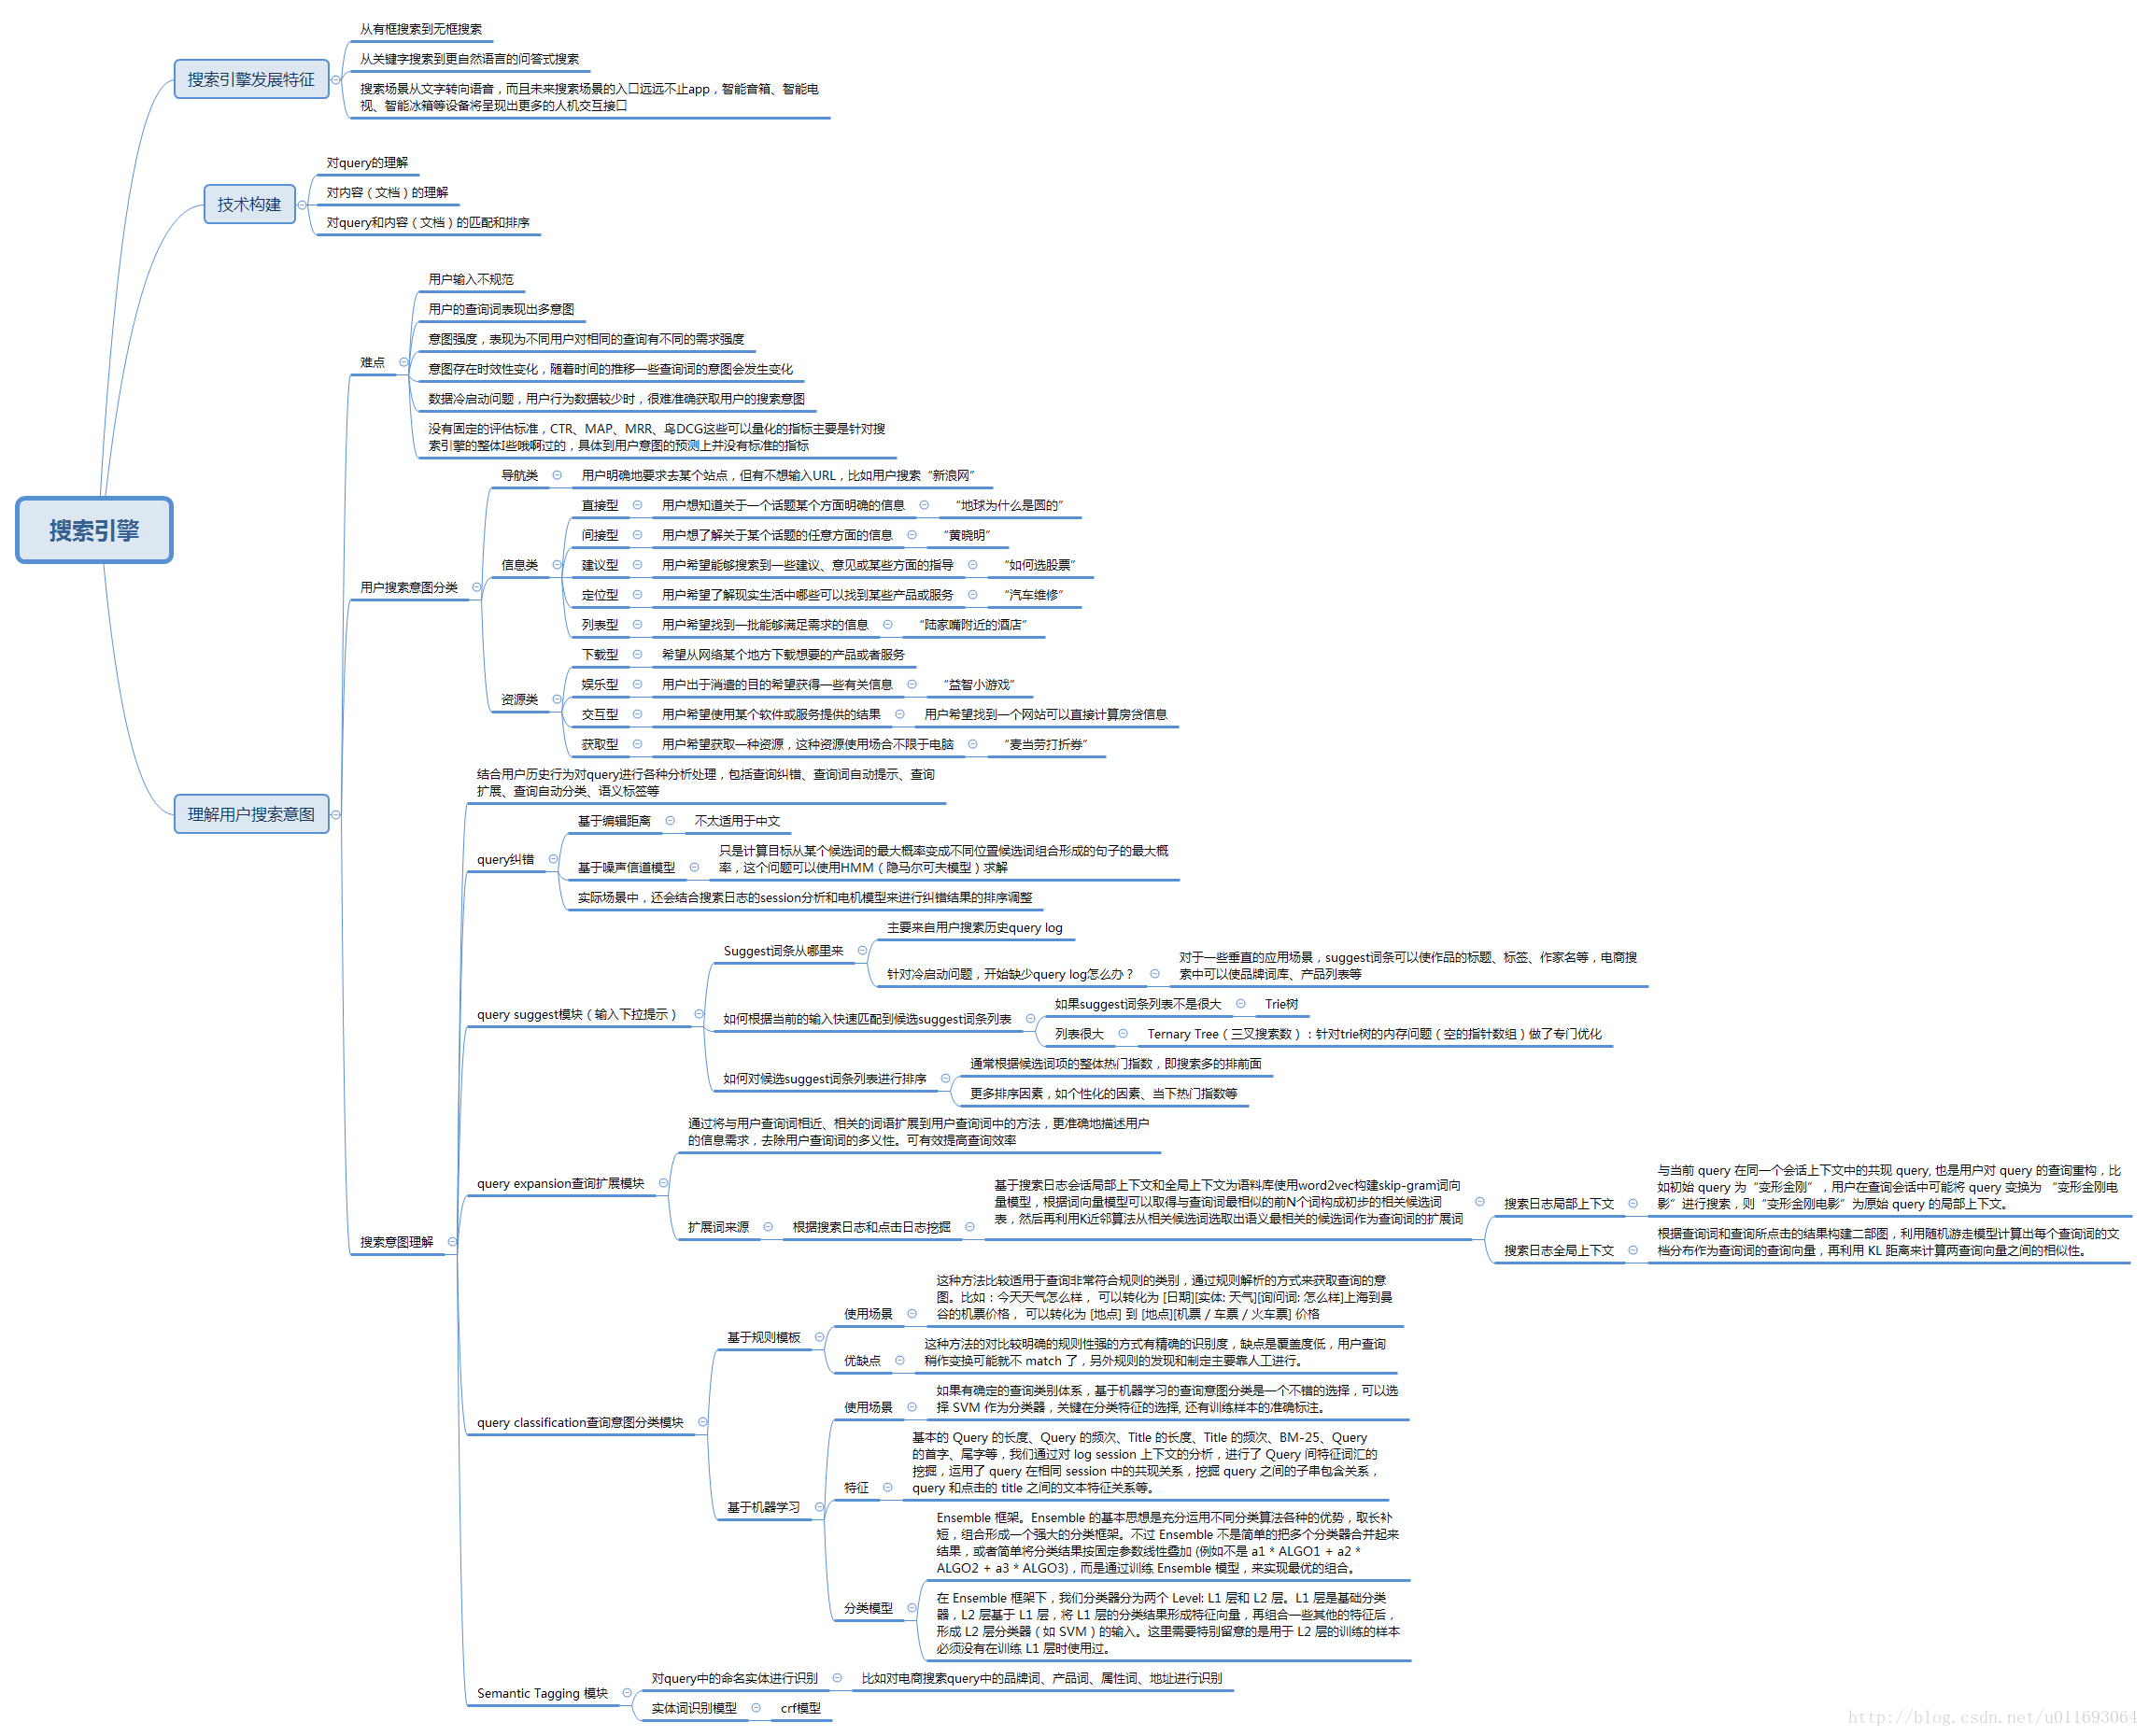 从有框搜索到无框搜索
从关键字搜索到更自然语言的问答式搜索
搜索引擎发展特征
搜索场景从文字转向语音，而且未来搜索场景的入口远远不止app，智能音箱、智能电
视、智能冰箱等设备将呈现出更多的人机交互接口
对query的理解
技术构建
对内容（文档）的理解
对query和内容（文档）的匹配和排序
用户输入不规范
用户的查询词表现出多意图
意图强度，表现为不同用户对相同的查询有不同的需求强度
难点
意图存在时效性变化，随着时间的推移一些查询词的意图会发生变化
数据冷启动问题，用户行为数据较少时，很难准确获取用户的搜索意图
没有固定的评估标准，CTR、MAP、MRR、鸟DCG这些可以量化的指标主要是针对搜
索引擎的整体I些哦啊过的，具体到用户意图的预测上并没有标准的指标
搜索引擎
用户搜索意图分类
导航类
用户明确地要求去某个站点，但有不想输入URL，比如用户搜索“新浪网”
信息类
直接型
用户想知道关于一个话题某个方面明确的信息
“地球为什么是圆的”
间接型
用户想了解关于某个话题的任意方面的信息
“黄晓明”
建议型
用户希望能够搜索到一些建议、意见或某些方面的指导
“如何选股票”
定位型
用户希望了解现实生活中哪些可以找到某些产品或服务
“汽车维修”
列表型
用户希望找到一批能够满足需求的信息
“陆家嘴附近的酒店”
资源类
下载型
希望从网络某个地方下载想要的产品或者服务
娱乐型
用户出于消遣的目的希望获得一些有关信息
“益智小游戏”
交互型
用户希望使用某个软件或服务提供的结果
用户希望找到一个网站可以直接计算房贷信息
获取型
用户希望获取一种资源，这种资源使用场合不限于电脑
“麦当劳打折券”
理解用户搜索意图
搜索意图理解
结合用户历史行为对query进行各种分析处理，包括查询纠错、查询词自动提示、查询
扩展、查询自动分类、语义标签等
query纠错
基于编辑距离
不太适用于中文
基于噪声信道模型
只是计算目标从某个候选词的最大概率变成不同位置候选词组合形成的句子的最大概
率，这个问题可以使用HMM（隐马尔可夫模型）求解
实际场景中，还会结合搜索日志的session分析和电机模型来进行纠错结果的排序调整
query suggest模块（输入下拉提示）
Suggest词条从哪里来
主要来自用户搜索历史query log
针对冷启动问题，开始缺少query log怎么办？
对于一些垂直的应用场景，suggest词条可以使作品的标题、标签、作家名等，电商搜
索中可以使品牌词库、产品列表等
如何根据当前的输入快速匹配到候选suggest词条列表
如果suggest词条列表不是很大
Trie树
列表很大
Ternary Tree（三叉搜索数）；针对trie树的内存问题（空的指针数组）做了专门优化
如何对候选suggest词条列表进行排序
通常根据候选词项的整体热门指数，即搜索多的排前面
更多排序因素，如个性化的因素、当下热门指数等
query expansion查询扩展模块
通过将与用户查询词相近、相关的词语扩展到用户查询词中的方法，更准确地描述用户
的信息需求，去除用户查询词的多义性。可有效提高查询效率
扩展词来源
根据搜索日志和点击日志挖掘
基于搜索日志会话局部上下文和全局上下文为语料库使用word2vec构建skip-gram词向
量模型，根据词向量模型可以取得与查询词最相似的前N个词构成初步的相关候选词
表，然后再利用K近邻算法从相关候选词选取出语义最相关的候选词作为查询词的扩展词
搜索日志局部上下文
与当前 query 在同一个会话上下文中的共现 query, 也是用户对 query 的查询重构，比
如初始 query 为“变形金刚”，用户在查询会话中可能将 query 变换为 “变形金刚电
影”进行搜索，则“变形金刚电影”为原始 query 的局部上下文。
搜索日志全局上下文
根据查询词和查询所点击的结果构建二部图，利用随机游走模型计算出每个查询词的文
档分布作为查询词的查询向量，再利用 KL 距离来计算两查询向量之间的相似性。
query classification查询意图分类模块
基于规则模板
使用场景
这种方法比较适用于查询非常符合规则的类别，通过规则解析的方式来获取查询的意
图。比如：今天天气怎么样， 可以转化为 [日期][实体: 天气][询问词: 怎么样]上海到曼
谷的机票价格， 可以转化为 [地点] 到 [地点][机票 / 车票 / 火车票] 价格
优缺点
这种方法的对比较明确的规则性强的方式有精确的识别度，缺点是覆盖度低，用户查询
稍作变换可能就不 match 了，另外规则的发现和制定主要靠人工进行。
基于机器学习
使用场景
如果有确定的查询类别体系，基于机器学习的查询意图分类是一个不错的选择，可以选
择 SVM 作为分类器，关键在分类特征的选择, 还有训练样本的准确标注。
特征
基本的 Query 的长度、Query 的频次、Title 的长度、Title 的频次、BM-25、Query
的首字、尾字等，我们通过对 log session 上下文的分析，进行了 Query 间特征词汇的
挖掘，运用了 query 在相同 session 中的共现关系，挖掘 query 之间的子串包含关系，
query 和点击的 title 之间的文本特征关系等。
分类模型
Ensemble 框架。Ensemble 的基本思想是充分运用不同分类算法各种的优势，取长补
短，组合形成一个强大的分类框架。不过 Ensemble 不是简单的把多个分类器合并起来
结果，或者简单将分类结果按固定参数线性叠加 (例如不是 a1 * ALGO1 + a2 *
ALGO2 + a3 * ALGO3)，而是通过训练 Ensemble 模型，来实现最优的组合。
在 Ensemble 框架下，我们分类器分为两个 Level: L1 层和 L2 层。L1 层是基础分类
器，L2 层基于 L1 层，将 L1 层的分类结果形成特征向量，再组合一些其他的特征后，
形成 L2 层分类器（如 SVM）的输入。这里需要特别留意的是用于 L2 层的训练的样本
必须没有在训练 L1 层时使用过。
Semantic Tagging 模块
对query中的命名实体进行识别
比如对电商搜索query中的品牌词、产品词、属性词、地址进行识别
实体词识别模型
crf模型
http://blog.csdn.net/u011693064